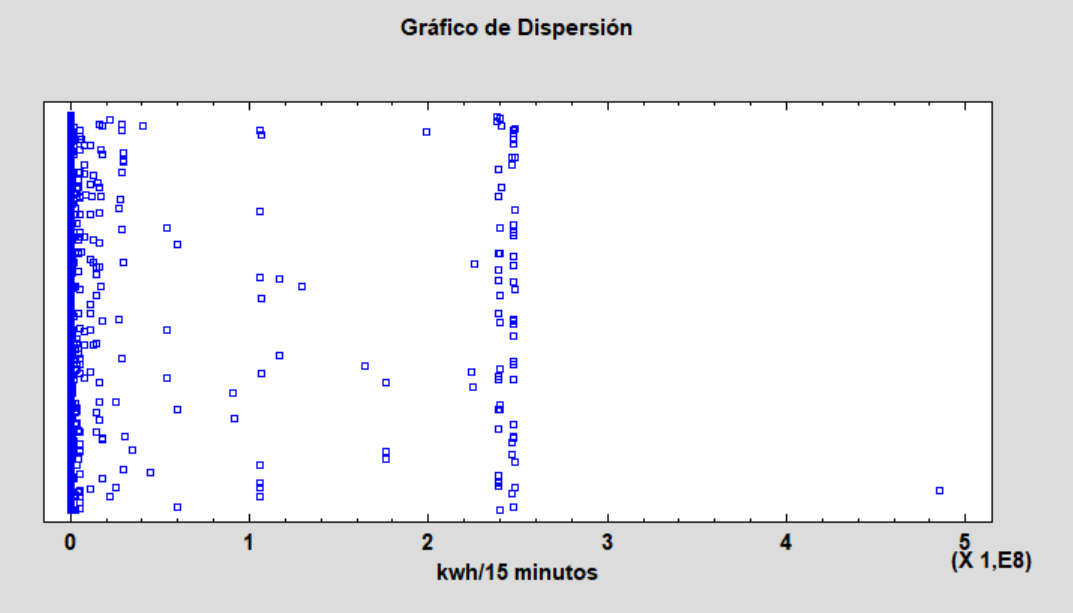 Gráfico de Dispersión
0 1 2 3 4 5
(X 1,E8)
kwh/15 minutos